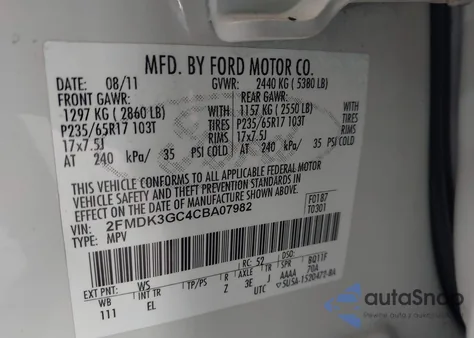 MFD. BY FORD MOTOR CO.
DATE: 08/11 GVWR: 2440 KG ( 5380 LB)
FRONT GAWR: REAR GAWR:
1297 KG ( 2860 LB) WITH 1157 KG ( 2550 LB) WITH
P235/65R17 103T TIRES P235/65R17 103T TIRES
17x7.5J RIMS 17x7.5J RIMS
AT 240 kPa/ 35 PSI COLD AT 240 kPa/ 35
THIS VEHICLE CONFORMS TO ALL APPLICABLE FEDERAL MOTOR
VEHICLE SAFETY AND THEFT PREVENTION STANDARDS IN
EFFECT ON THE DATE OF MANUFACTURE SHOWN ABOVE.
VIN: 2FMDK3GC4CBA07982 F0187
TYPE: MPV T0301
EXT PNT: WS RC: 52 DSO:
WB INT TR TP/PS R AXLE TR SPR BQ11F
111 EL Z 3E J AAAA 70A
UTC
autaSnap